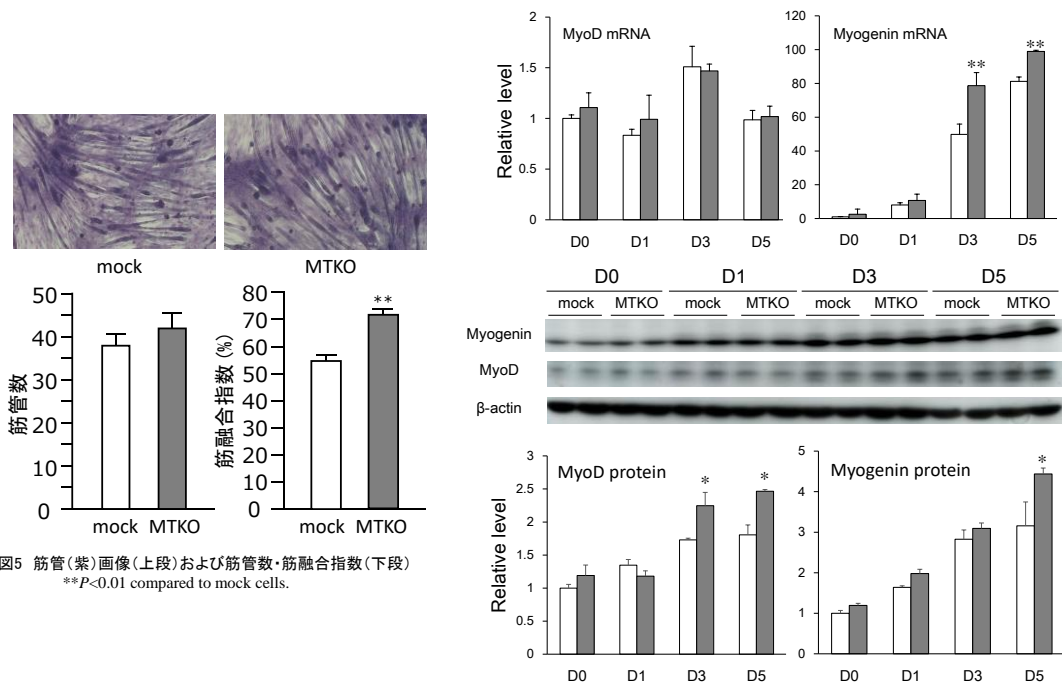 mock MTKO
50
40
30
40
10
0
筋管数
mock MTKO
80
70
60
50
40
30
20
10
0
筋融合指数(%)
**
mock MTKO
図5 筋管(紫)画像(上段)および筋管数・筋融合指数(下段)
**P<0.01 compared to mock cells.
MyoD mRNA
2
1.5
1
0.5
0
Relative level
D0 D1 D3 D5
Myogenin mRNA
120
100
80
60
40
20
0
** **
D0 D1 D3 D5
D0 D1 D3 D5
mock MTKO mock MTKO mock MTKO mock MTKO
Myogenin
MyoD
β-actin
MyoD protein
3
2.5
2
1.5
1
0.5
0
Relative level
* *
D0 D1 D3 D5
Myogenin protein
5
4
3
2
1
0
*
D0 D1 D3 D5